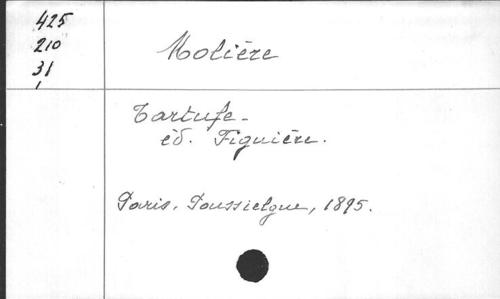 425
210
31
1
Molière
Tartufe -
éd. Figuière.
Paris. Poussielgue, 1895.